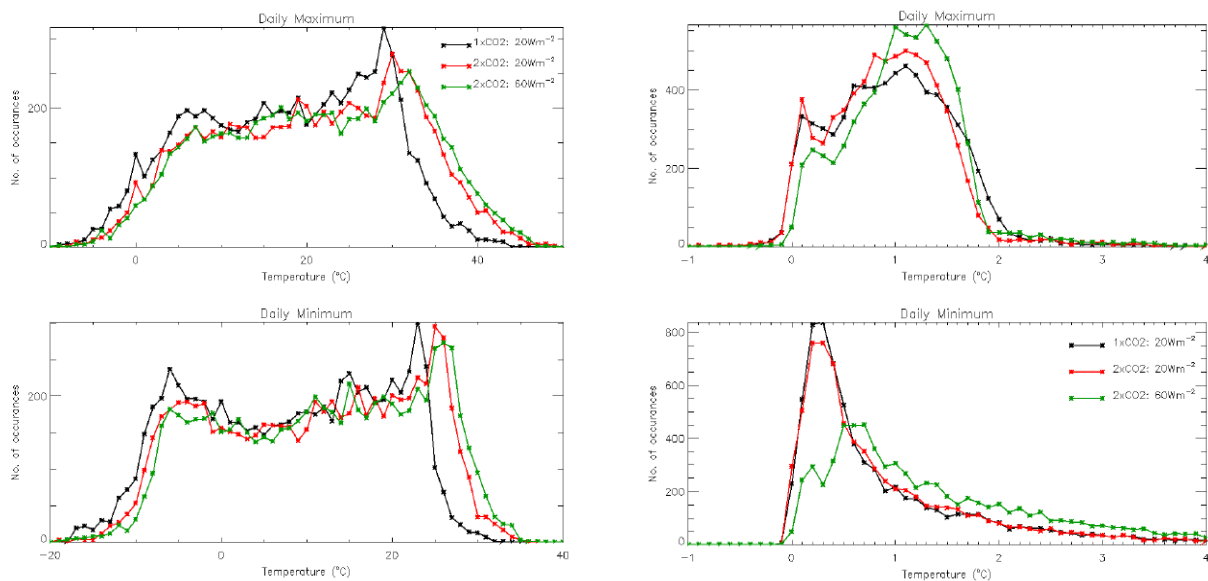 Daily Maximum
No. of occurances
200
0
1xCO2: 20Wm⁻²
2xCO2: 20Wm⁻²
2xCO2: 60Wm⁻²
0 20 40
Temperature (°C)
Daily Maximum
No. of occurances
400
200
0
-1 0 1 2 3 4
Temperature (°C)
Daily Minimum
No. of occurances
200
0
-20 0 20 40
Temperature (°C)
Daily Minimum
No. of occurances
800
600
400
200
0
1xCO2: 20Wm⁻²
2xCO2: 20Wm⁻²
2xCO2: 60Wm⁻²
-1 0 1 2 3 4
Temperature (°C)